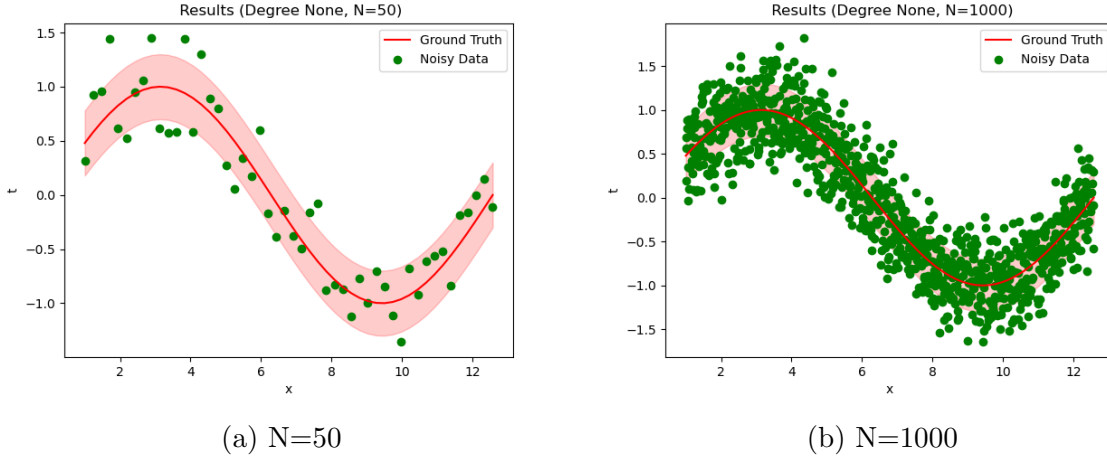 Results (Degree None, N=50)
1.5
1.0
0.5
0.0
−0.5
−1.0
t
Ground Truth
Noisy Data
2 4 6 8 10 12
x
(a) N=50
Results (Degree None, N=1000)
1.5
1.0
0.5
0.0
−0.5
−1.0
−1.5
t
Ground Truth
Noisy Data
2 4 6 8 10 12
x
(b) N=1000